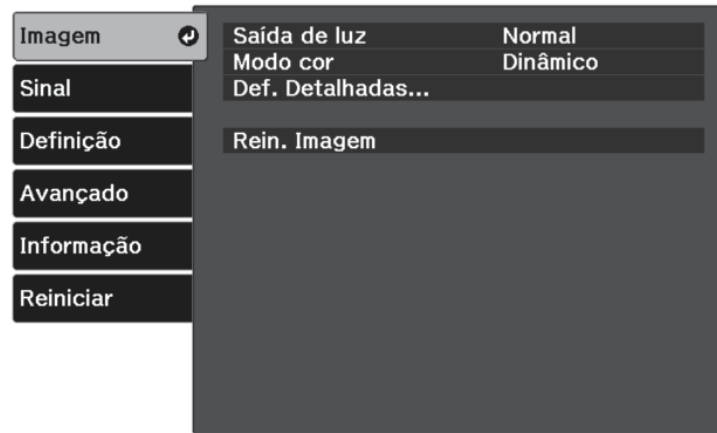 Imagem
Sinal
Definição
Avançado
Informação
Reiniciar
Saída de luz Normal
Modo cor Dinâmico
Def. Detalhadas...
Rein. Imagem